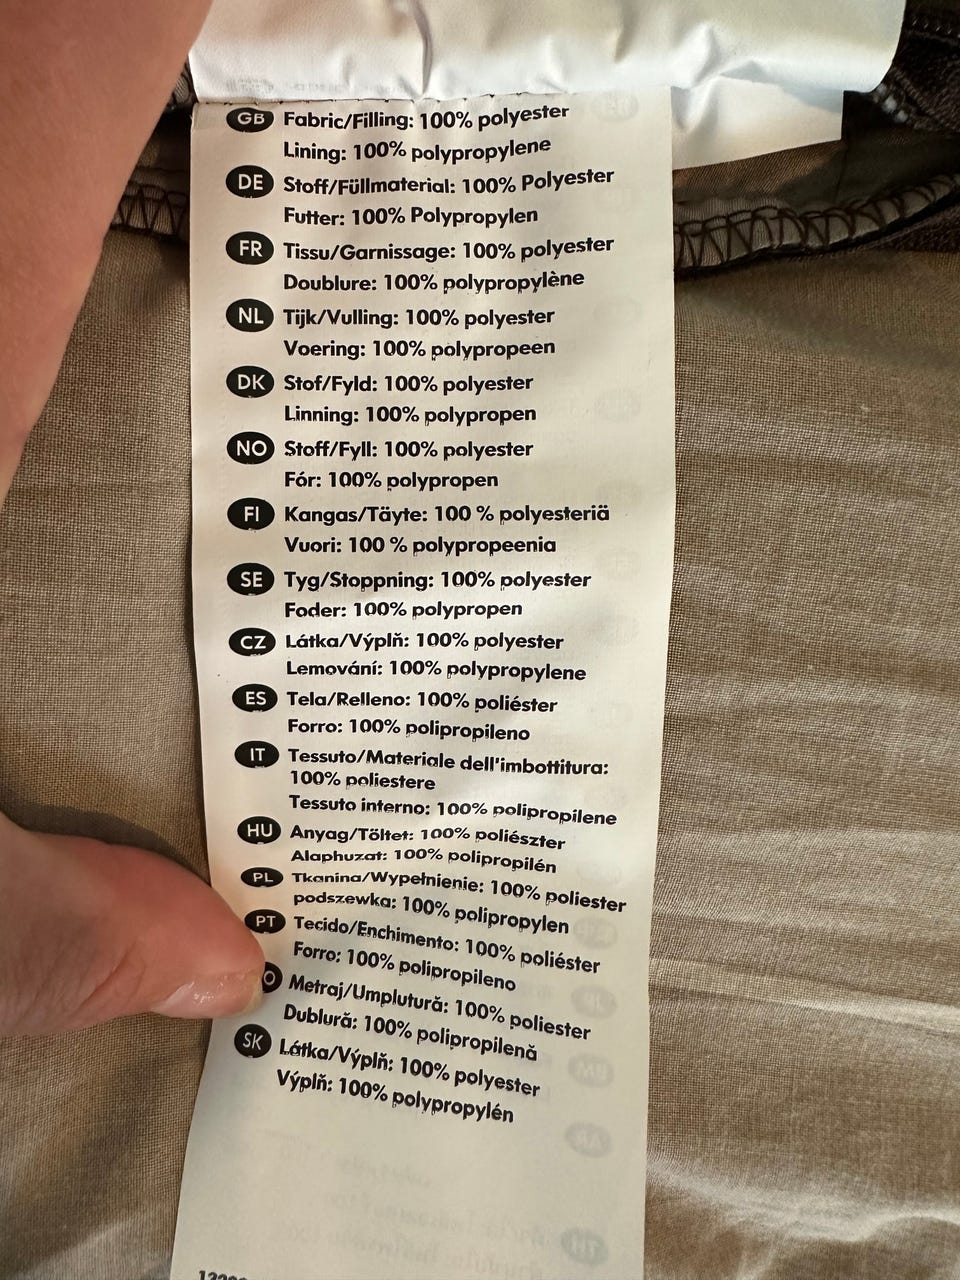 GB Fabric/Filling: 100% polyester
Lining: 100% polypropylene
DE Stoff/Füllmaterial: 100% Polyester
Futter: 100% Polypropylen
FR Tissu/Garnissage: 100% polyester
Doublure: 100% polypropylène
NL Tijk/Vulling: 100% polyester
Voering: 100% polypropeen
DK Stof/Fyld: 100% polyester
Linning: 100% polypropen
NO Stoff/Fyll: 100% polyester
Fór: 100% polypropen
FI Kangas/Täyte: 100 % polyesteriä
Vuori: 100 % polypropeenia
SE Tyg/Stoppning: 100% polyester
Foder: 100% polypropen
CZ Látka/Výplň: 100% polyester
Lemování: 100% polypropylene
ES Tela/Relleno: 100% poliéster
Forro: 100% polipropileno
IT Tessuto/Materiale dell'imbottitura:
100% poliestere
Tessuto interno: 100% polipropilene
HU Anyag/Töltet: 100% poliészter
Alaphuzat: 100% polipropilén
PL Tkanina/Wypełnienie: 100% poliester
podszewka: 100% polipropylen
PT Tecido/Enchimento: 100% poliéster
Forro: 100% polipropileno
O Metraj/Umplutură: 100% poliester
Dublură: 100% polipropilenă
SK Látka/Výplň: 100% polyester
Výplň: 100% polypropylén